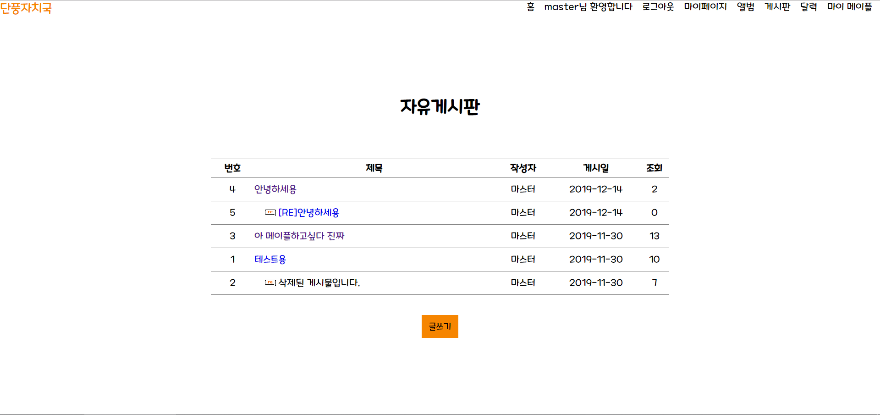 단풍자치국
홈 master님 환영합니다 로그아웃 마이페이지 앨범 게시판 달력 마이 메이플
자유게시판
번호 제목 작성자 게시일 조회
4 안녕하세용 마스터 2019-12-14 2
5 [RE]안녕하세용 마스터 2019-12-14 0
3 아 메이플하고싶다 진짜 마스터 2019-11-30 13
1 테스트용 마스터 2019-11-30 10
2 삭제된 게시물입니다. 마스터 2019-11-30 7
글쓰기